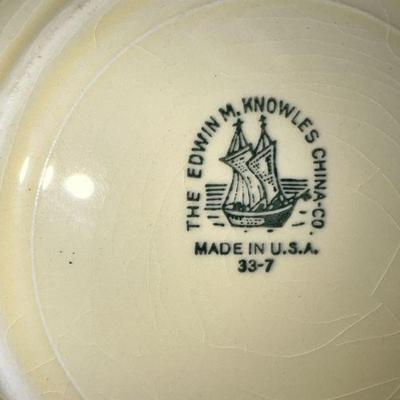 THE EDWIN M. KNOWLES CHINA-CO.
MADE IN U.S.A.
33-7